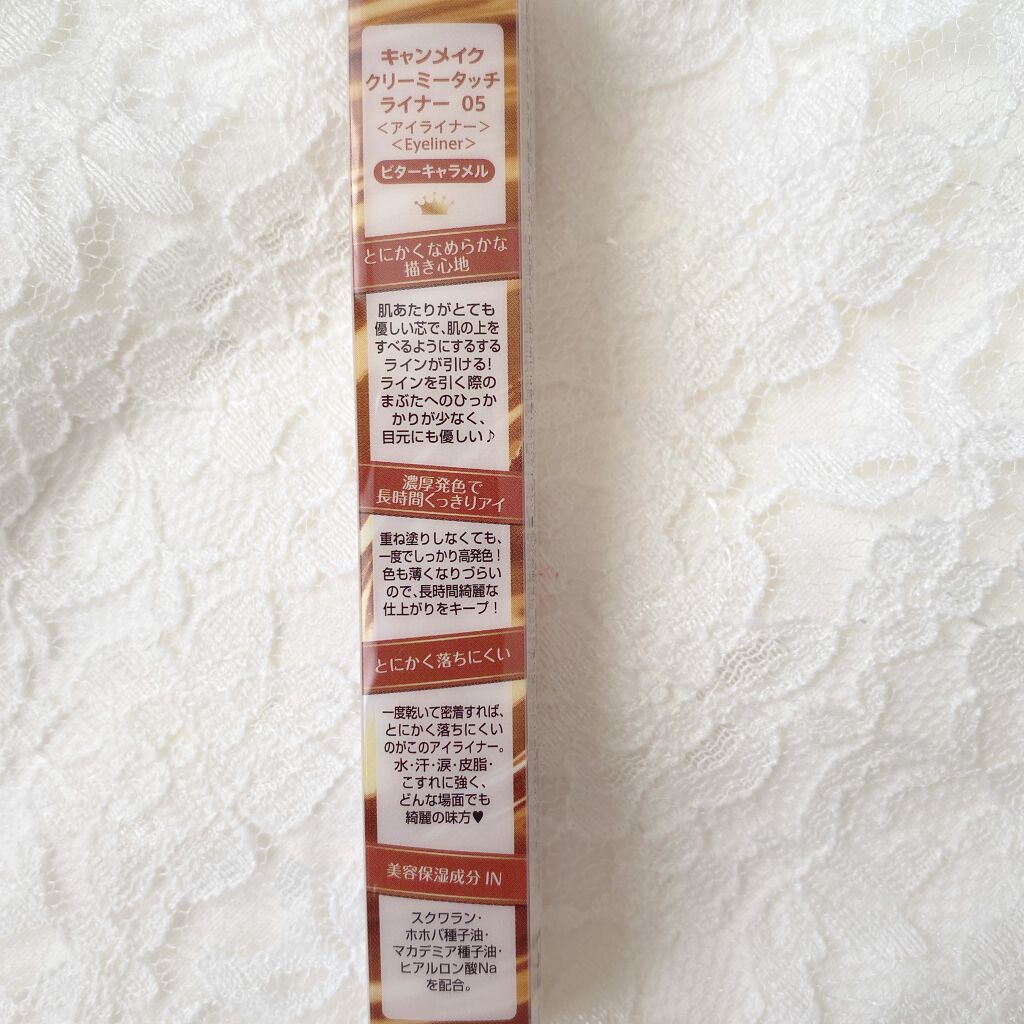 キャンメイク
クリーミータッチ
ライナー 05
＜アイライナー＞
＜Eyeliner＞
ビターキャラメル
とにかくなめらかな
描き心地
肌あたりがとても
優しい芯で、肌の上を
すべるようにするする
ラインが引ける!
ラインを引く際の
まぶたへのひっか
かりが少なく、
目元にも優しい♪
濃厚発色で
長時間くっきりアイ
重ね塗りしなくても、
一度でしっかり高発色!
色も薄くなりづらい
ので、長時間綺麗な
仕上がりをキープ!
とにかく落ちにくい
一度乾いて密着すれば、
とにかく落ちにくい
のがこのアイライナー。
水・汗・涙・皮脂・
こすれに強く、
どんな場面でも
綺麗の味方♥
美容保湿成分 IN
スクワラン・
ホホバ種子油・
マカデミア種子油・
ヒアルロン酸Na
を配合。